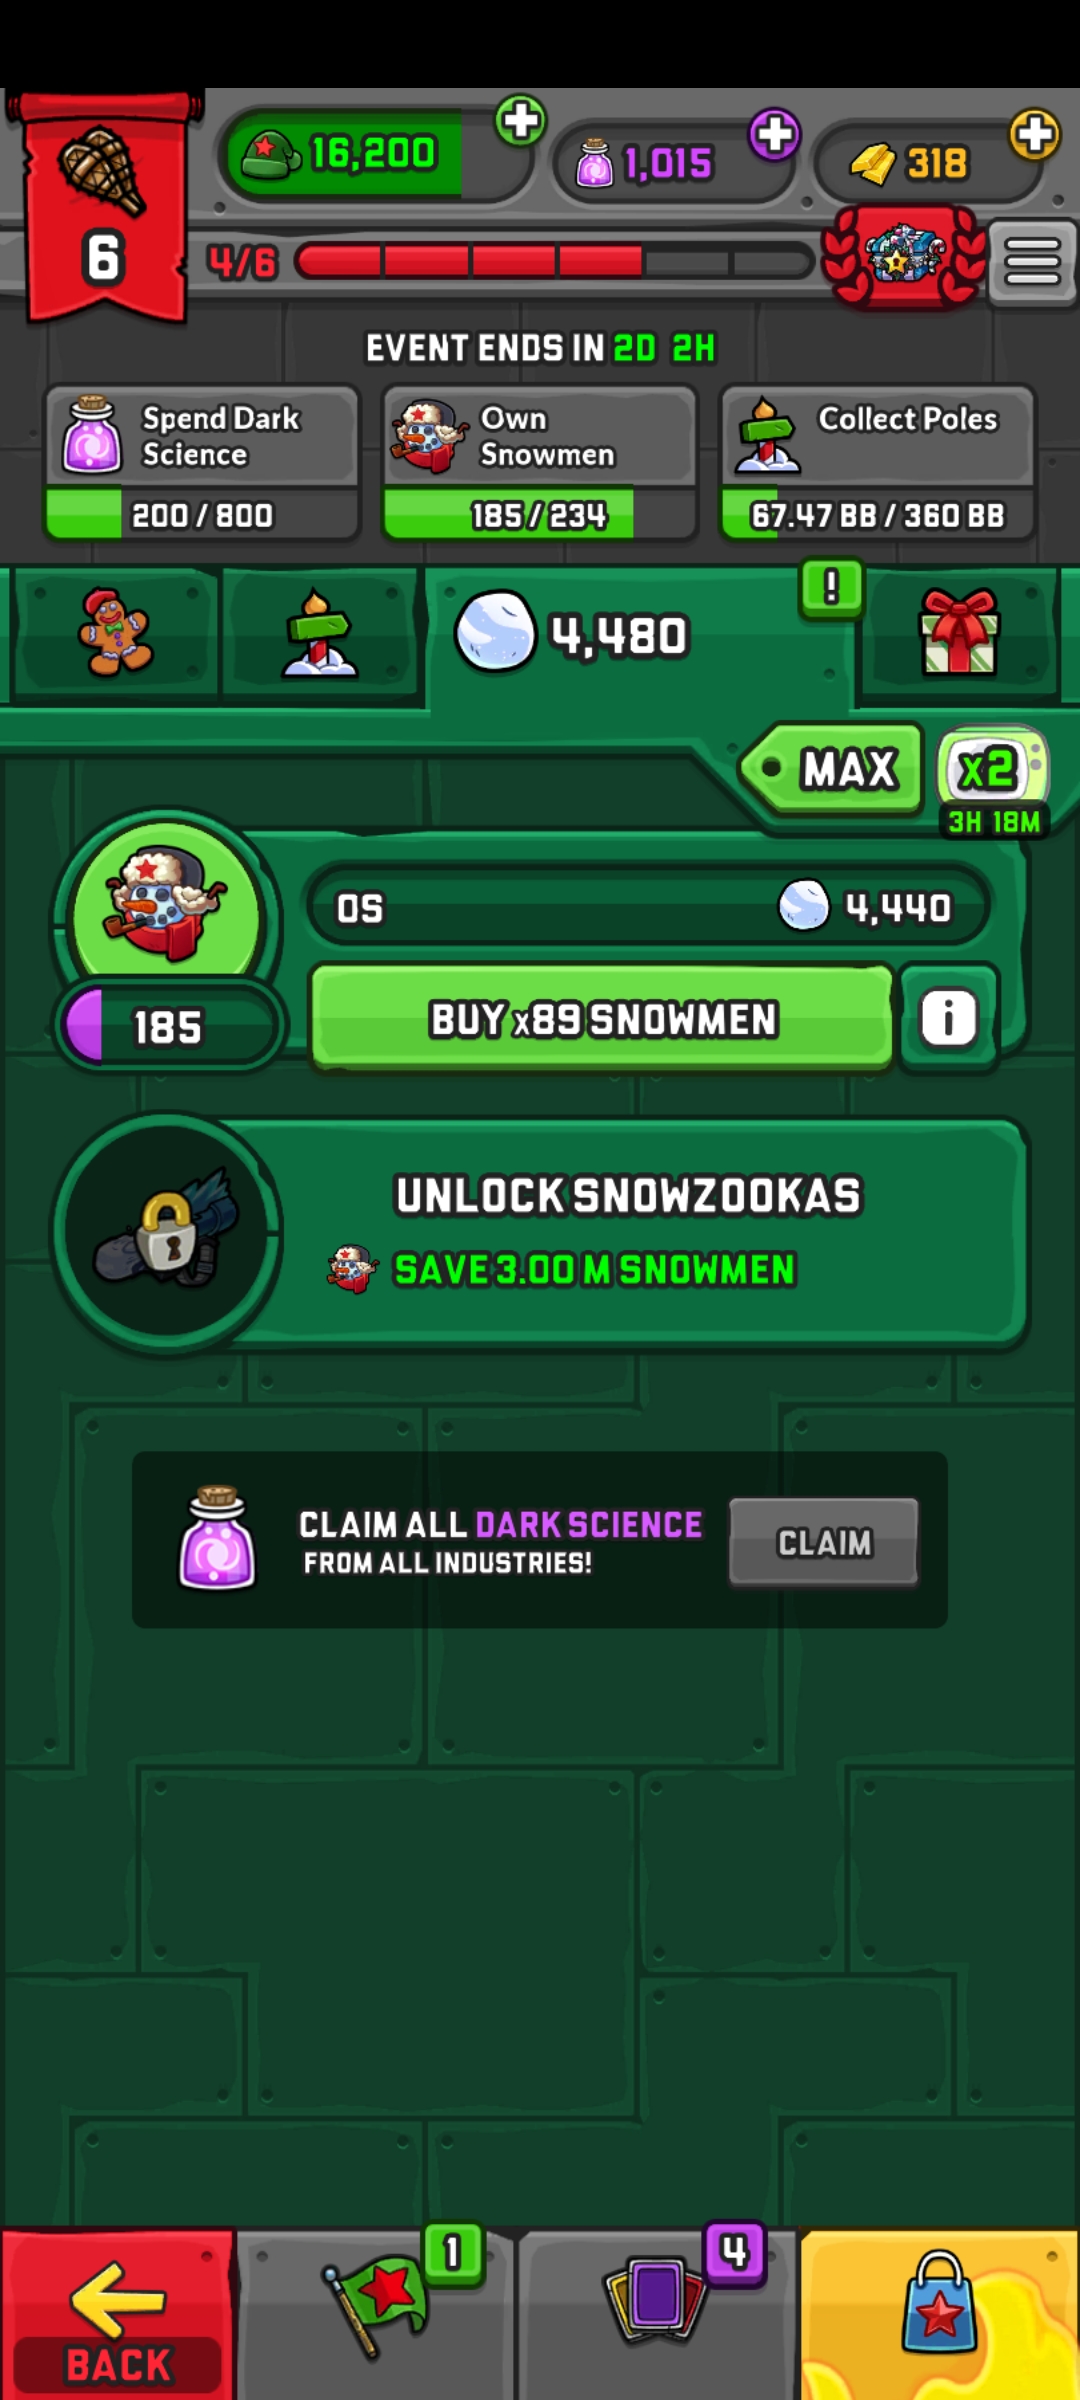 16,200
1,015
318
6
4/6
EVENT ENDS IN 2D 2H
Spend Dark
Science
200 / 800
Own
Snowmen
185 / 234
Collect Poles
67.47 BB / 360 BB
4,480
!
MAX
x2
3H 18M
0S
4,440
185
BUY x89 SNOWMEN
i
UNLOCK SNOWZOOKAS
SAVE 3.00 M SNOWMEN
CLAIM ALL DARK SCIENCE
FROM ALL INDUSTRIES!
CLAIM
BACK
1
4